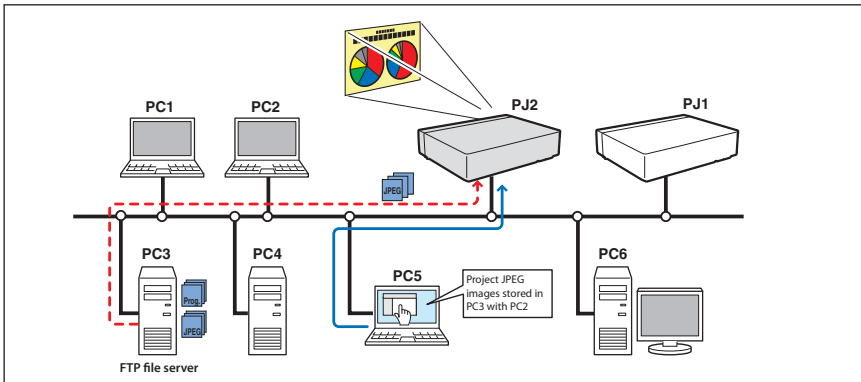 PC1
PC2
PJ2
PJ1
JPEG
PC3
PC4
PC5
PC6
Prog.
JPEG
Project JPEG
images stored in
PC3 with PC2
FTP file server